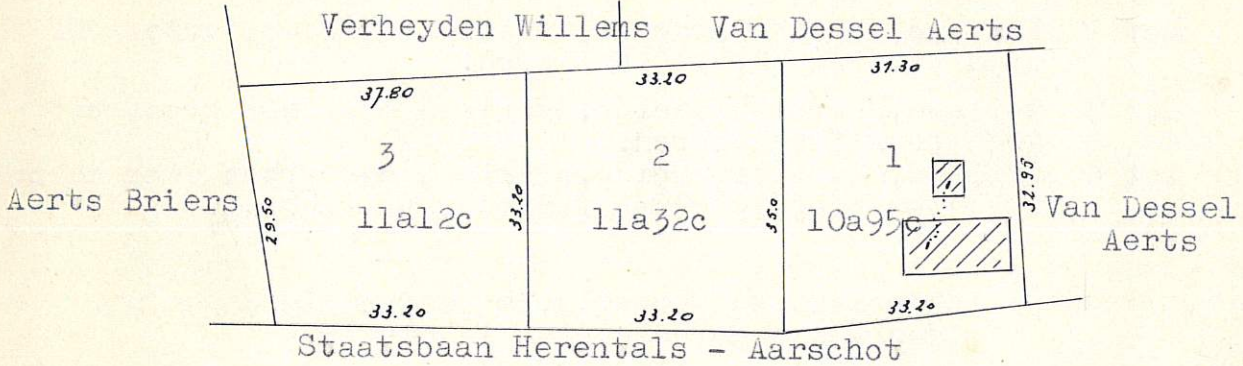 Verheyden Willems Van Dessel Aerts
37.80 33.20 31.30
3 2 1
Aerts Briers 29.50 11a12c 33.20 11a32c 35.0 10a95c 32.95 Van Dessel
Aerts
33.20 33.20 33.20
Staatsbaan Herentals - Aarschot